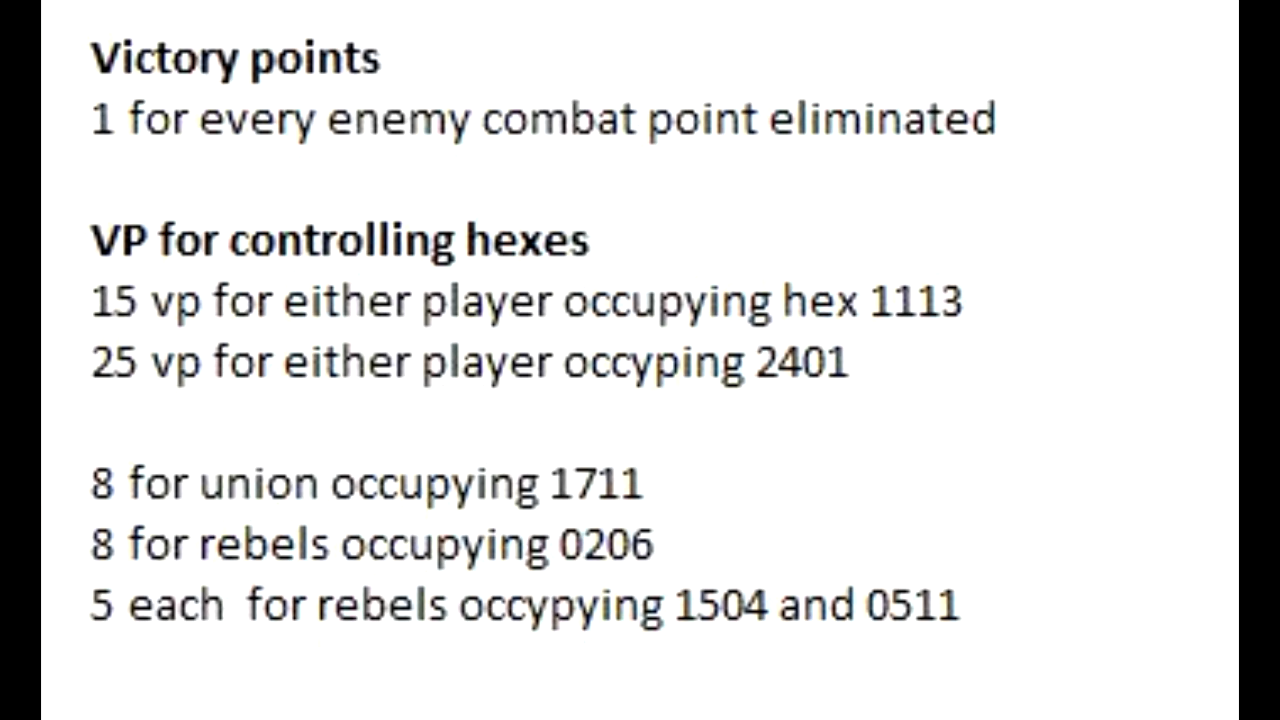 Victory points
1 for every enemy combat point eliminated
VP for controlling hexes
15 vp for either player occupying hex 1113
25 vp for either player occyping 2401
8 for union occupying 1711
8 for rebels occupying 0206
5 each  for rebels occypying 1504 and 0511